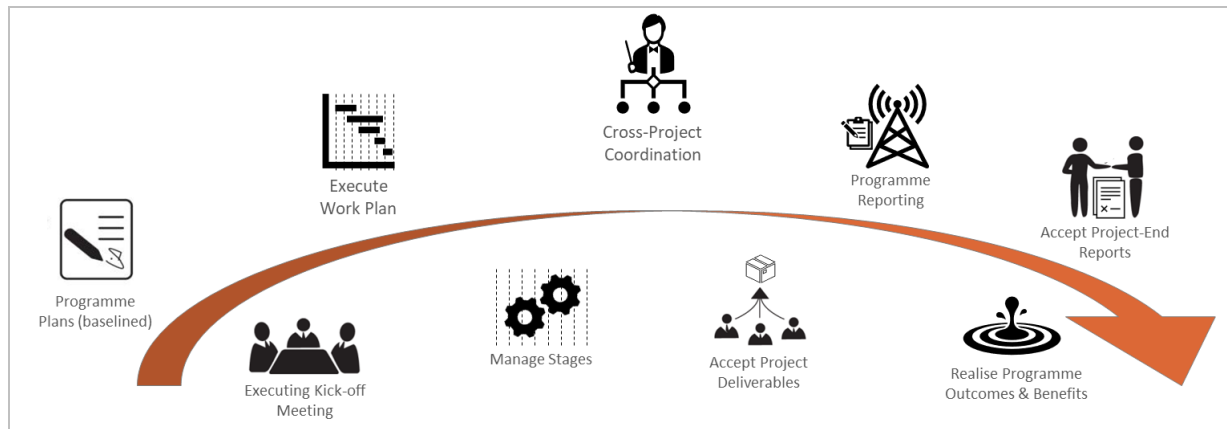 Programme
Plans (baselined)
Executing Kick-off
Meeting
Execute
Work Plan
Manage Stages
Cross-Project
Coordination
Accept Project
Deliverables
Programme
Reporting
Realise Programme
Outcomes & Benefits
Accept Project-End
Reports